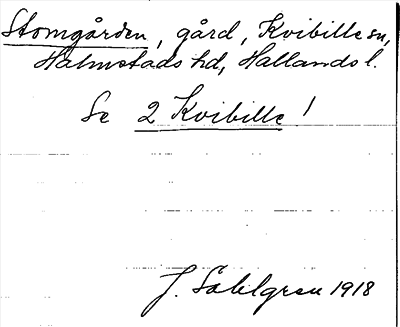 Stomgården, gård, Kvibille sn,
Halmstads hd, Hallands l.
Se 2 Kvibille !
J. Sahlgren 1918